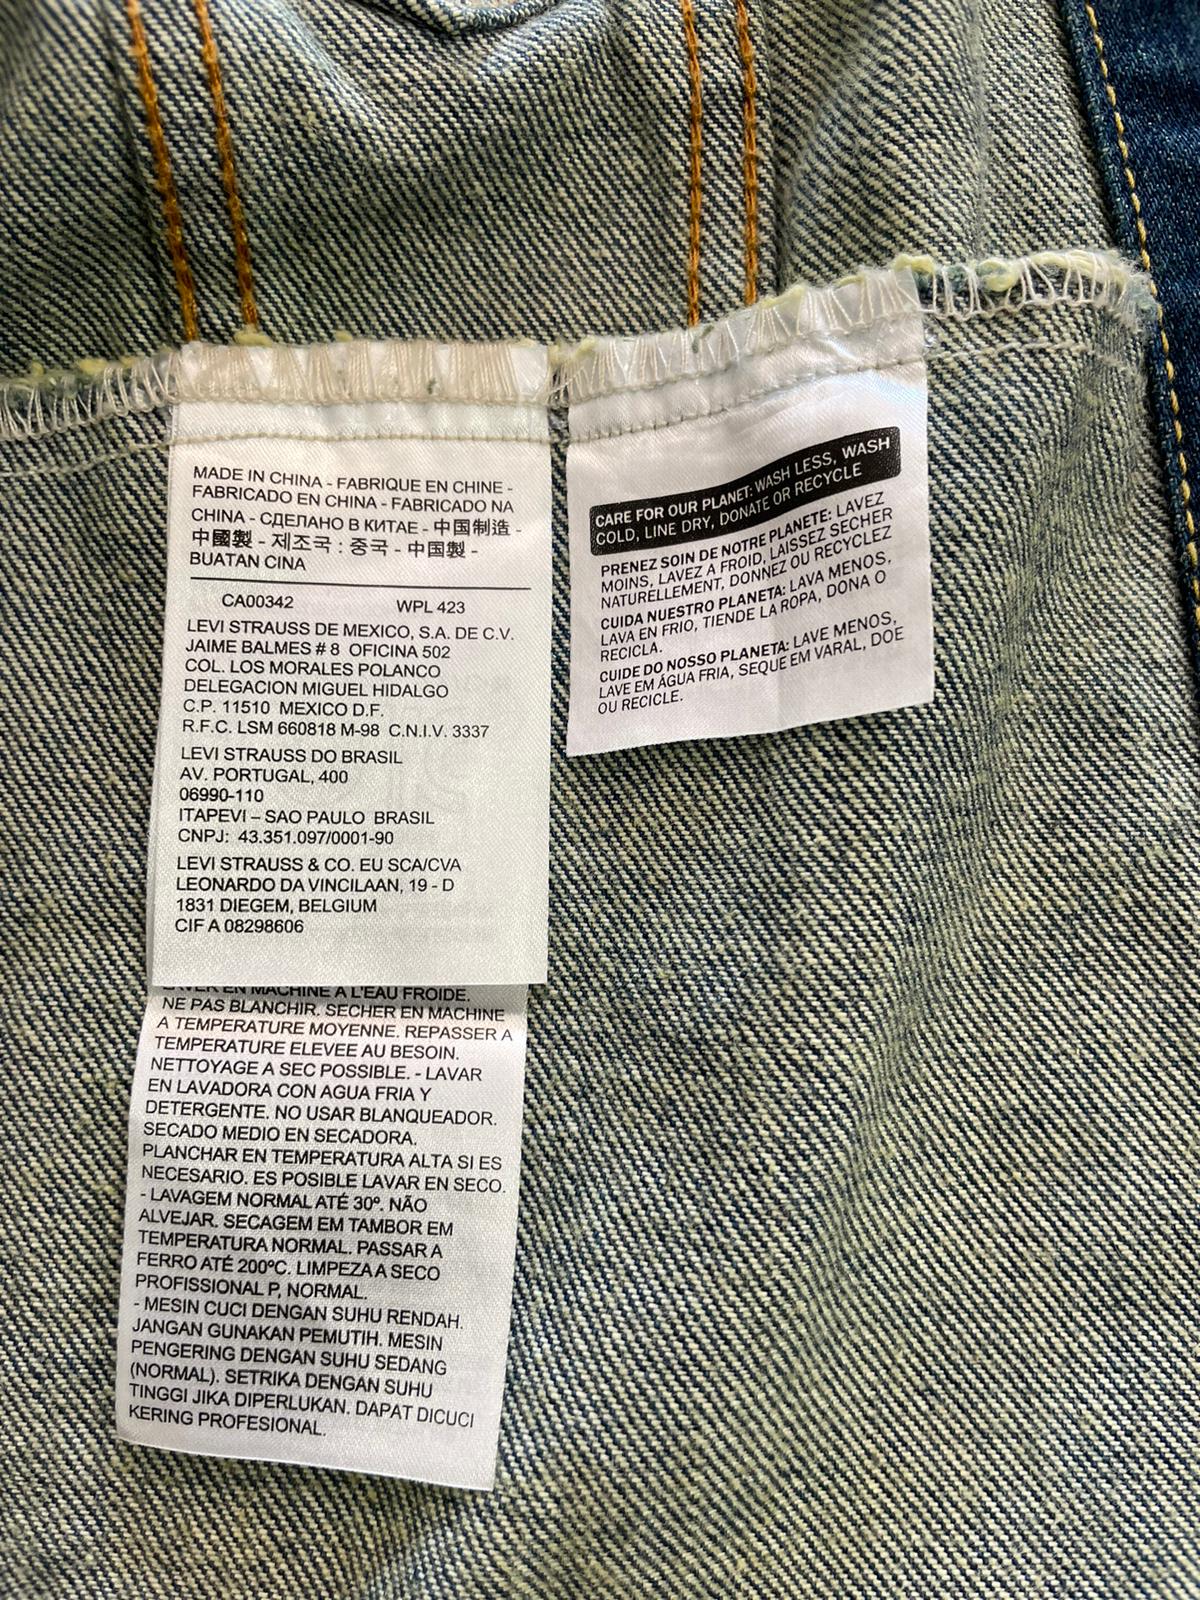 MADE IN CHINA - FABRIQUE EN CHINE -
FABRICADO EN CHINA - FABRICADO NA
CHINA - СДЕЛАНО В КИТАЕ - 中国制造 -
中國製 - 제조국 : 중국 - 中国製 -
BUATAN CINA
CA00342 WPL 423
LEVI STRAUSS DE MEXICO, S.A. DE C.V.
JAIME BALMES # 8 OFICINA 502
COL. LOS MORALES POLANCO
DELEGACION MIGUEL HIDALGO
C.P. 11510 MEXICO D.F.
R.F.C. LSM 660818 M-98 C.N.I.V. 3337
LEVI STRAUSS DO BRASIL
AV. PORTUGAL, 400
06990-110
ITAPEVI – SAO PAULO BRASIL
CNPJ: 43.351.097/0001-90
LEVI STRAUSS & CO. EU SCA/CVA
LEONARDO DA VINCILAAN, 19 - D
1831 DIEGEM, BELGIUM
CIF A 08298606
LAVER EN MACHINE A L'EAU FROIDE.
NE PAS BLANCHIR. SECHER EN MACHINE
A TEMPERATURE MOYENNE. REPASSER A
TEMPERATURE ELEVEE AU BESOIN.
NETTOYAGE A SEC POSSIBLE. - LAVAR
EN LAVADORA CON AGUA FRIA Y
DETERGENTE. NO USAR BLANQUEADOR.
SECADO MEDIO EN SECADORA.
PLANCHAR EN TEMPERATURA ALTA SI ES
NECESARIO. ES POSIBLE LAVAR EN SECO.
- LAVAGEM NORMAL ATÉ 30º. NÃO
ALVEJAR. SECAGEM EM TAMBOR EM
TEMPERATURA NORMAL. PASSAR A
FERRO ATÉ 200ºC. LIMPEZA A SECO
PROFISSIONAL P, NORMAL.
- MESIN CUCI DENGAN SUHU RENDAH.
JANGAN GUNAKAN PEMUTIH. MESIN
PENGERING DENGAN SUHU SEDANG
(NORMAL). SETRIKA DENGAN SUHU
TINGGI JIKA DIPERLUKAN. DAPAT DICUCI
KERING PROFESIONAL.
CARE FOR OUR PLANET: WASH LESS, WASH
COLD, LINE DRY, DONATE OR RECYCLE
PRENEZ SOIN DE NOTRE PLANETE: LAVEZ
MOINS, LAVEZ A FROID, LAISSEZ SECHER
NATURELLEMENT, DONNEZ OU RECYCLEZ
CUIDA NUESTRO PLANETA: LAVA MENOS,
LAVA EN FRIO, TIENDE LA ROPA, DONA O
RECICLA.
CUIDE DO NOSSO PLANETA: LAVE MENOS,
LAVE EM ÁGUA FRIA, SEQUE EM VARAL, DOE
OU RECICLE.